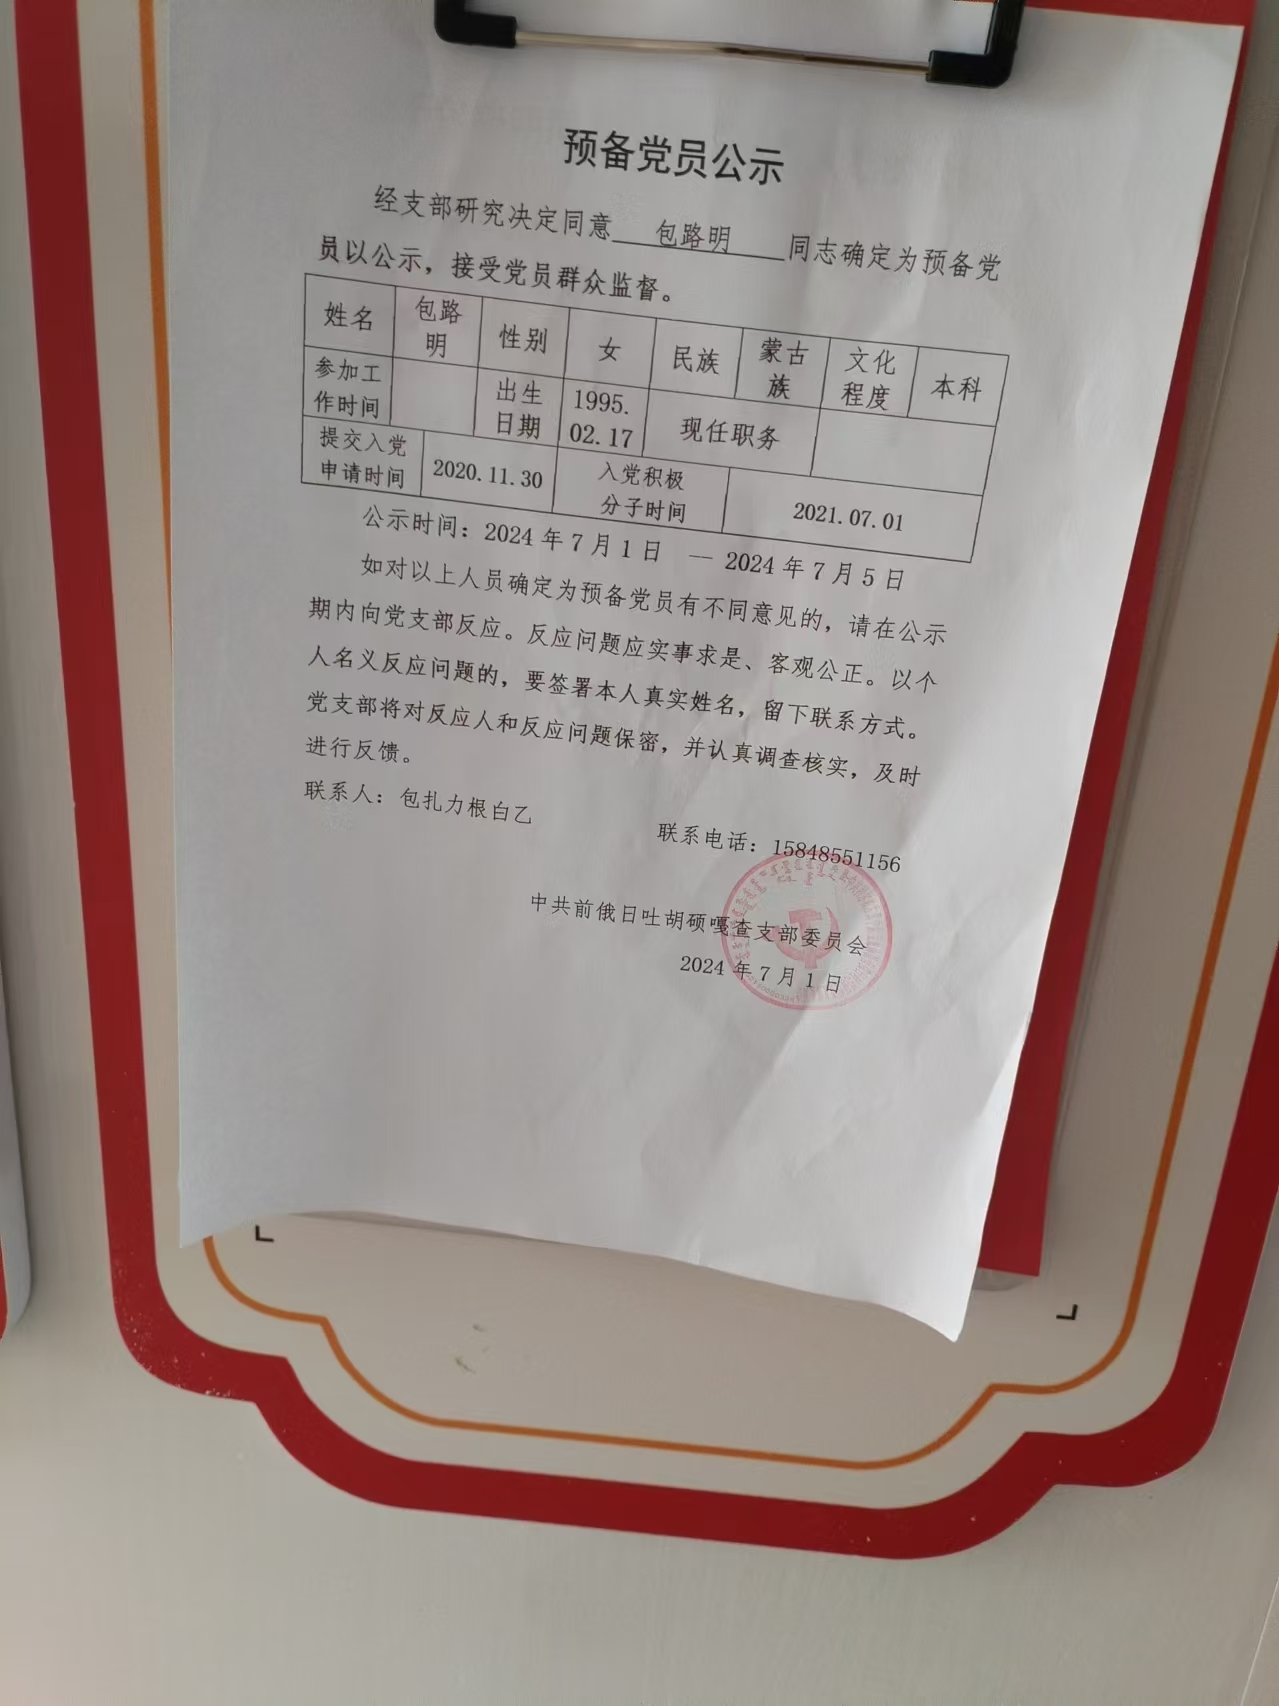 预备党员公示
经支部研究决定同意 包路明 同志确定为预备党
员以公示，接受党员群众监督。
姓名 包路明 性别 女 民族 蒙古族 文化程度 本科
参加工作时间 出生日期 1995.02.17 现任职务
提交入党申请时间 2020.11.30 入党积极分子时间 2021.07.01
公示时间：2024年7月1日 — 2024年7月5日
如对以上人员确定为预备党员有不同意见的，请在公示
期内向党支部反应。反应问题应实事求是、客观公正。以个
人名义反应问题的，要签署本人真实姓名，留下联系方式。
党支部将对反应人和反应问题保密，并认真调查核实，及时
进行反馈。
联系人：包扎力根白乙 联系电话：15848551156
中共前俄日吐胡硕嘎查支部委员会
2024年7月1日